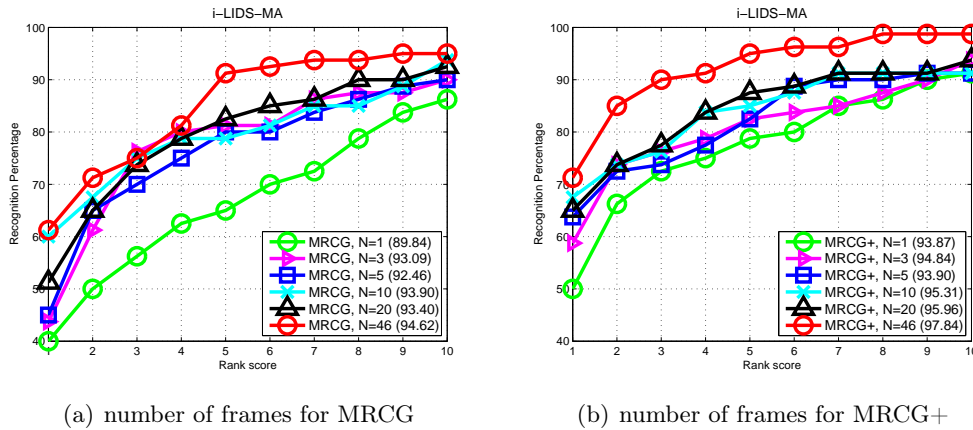 i-LIDS-MA
Recognition Percentage
100
90
80
70
60
50
40
1 2 3 4 5 6 7 8 9 10
Rank score
MRCG, N=1 (89.84)
MRCG, N=3 (93.09)
MRCG, N=5 (92.46)
MRCG, N=10 (93.90)
MRCG, N=20 (93.40)
MRCG, N=46 (94.62)
(a) number of frames for MRCG
i-LIDS-MA
Recognition Percentage
100
90
80
70
60
50
40
1 2 3 4 5 6 7 8 9 10
Rank score
MRCG+, N=1 (93.87)
MRCG+, N=3 (94.84)
MRCG+, N=5 (93.90)
MRCG+, N=10 (95.31)
MRCG+, N=20 (95.96)
MRCG+, N=46 (97.84)
(b) number of frames for MRCG+